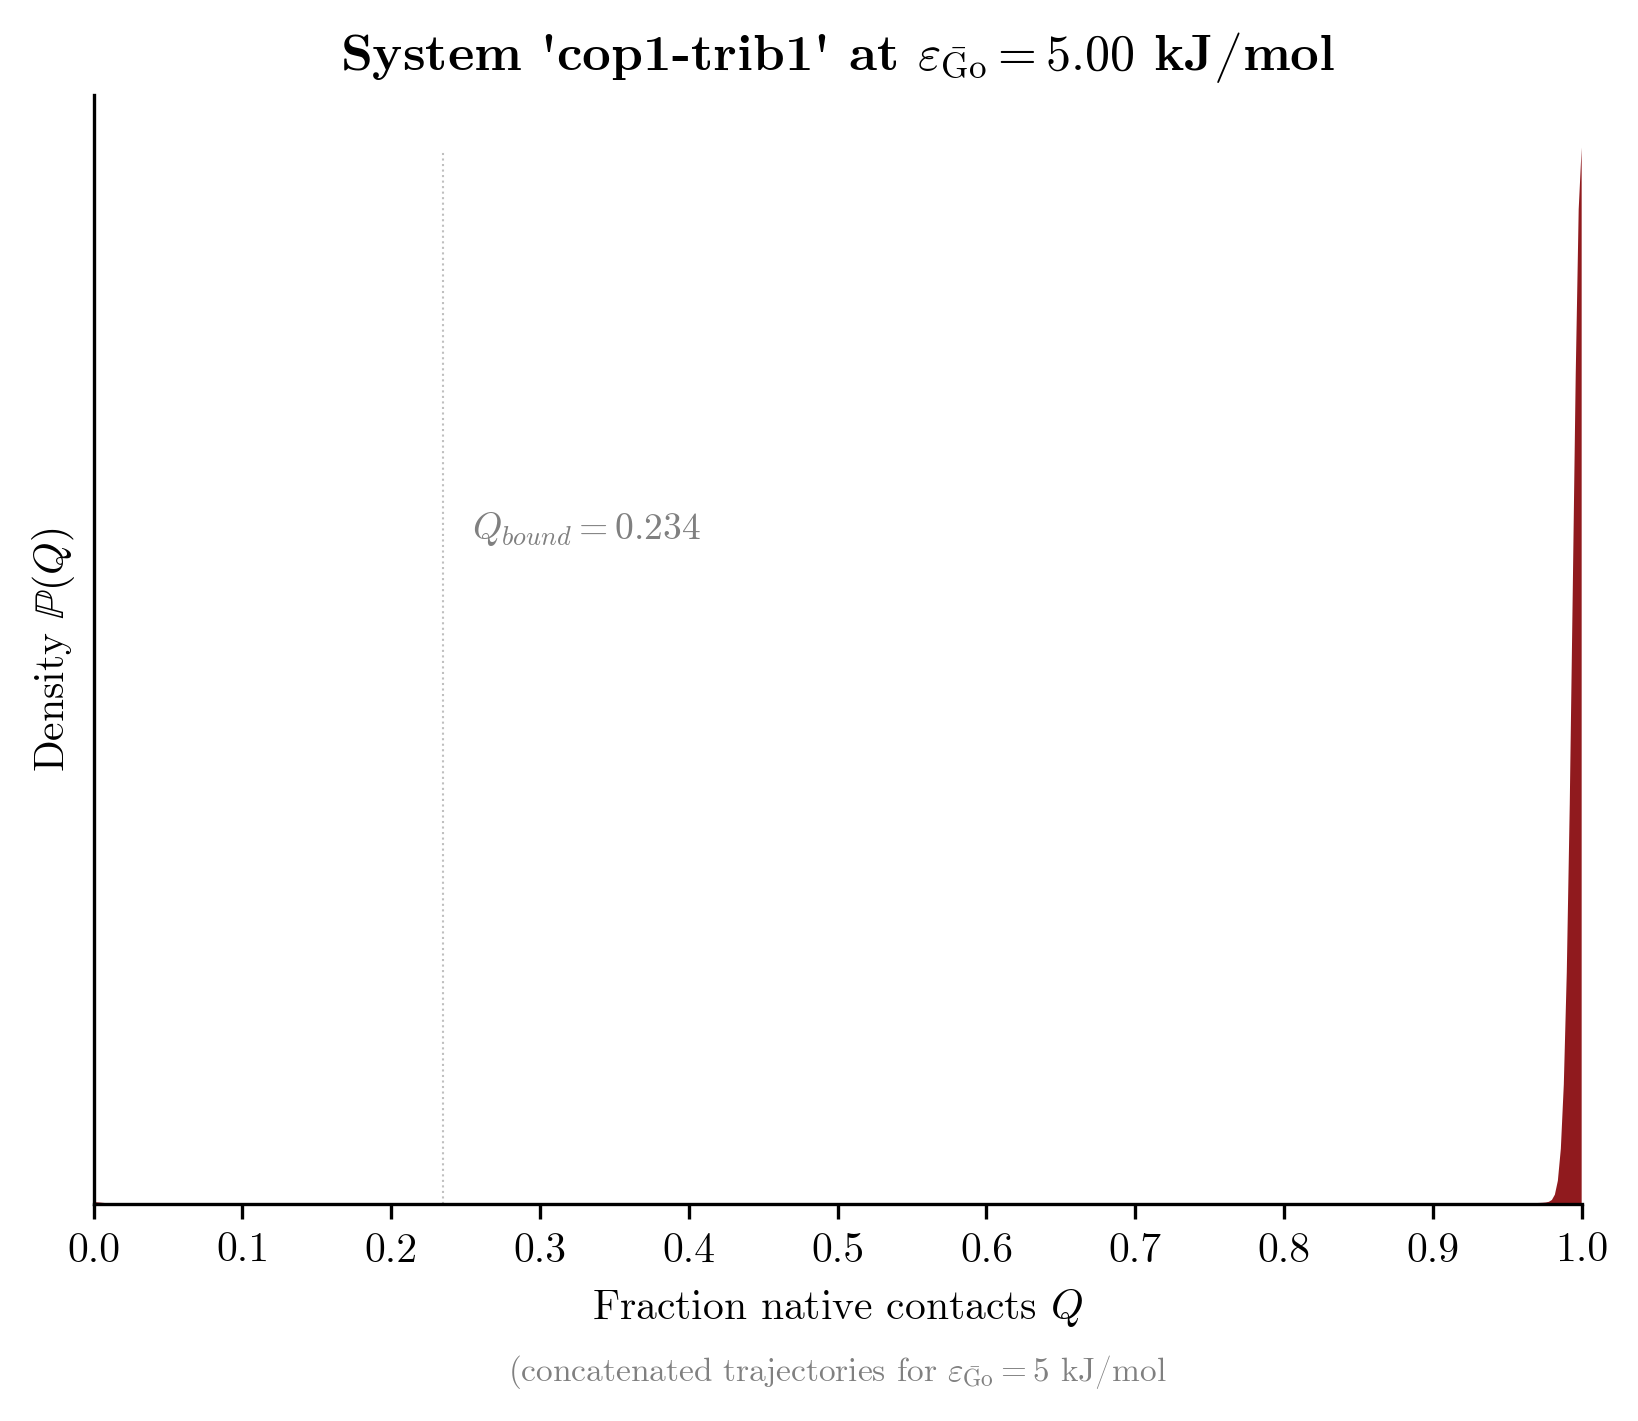 System 'cop1-trib1' at ε_Ḡo = 5.00 kJ/mol
Q_bound = 0.234
Density ℙ(Q)
0.0 0.1 0.2 0.3 0.4 0.5 0.6 0.7 0.8 0.9 1.0
Fraction native contacts Q
(concatenated trajectories for ε_Ḡo = 5 kJ/mol